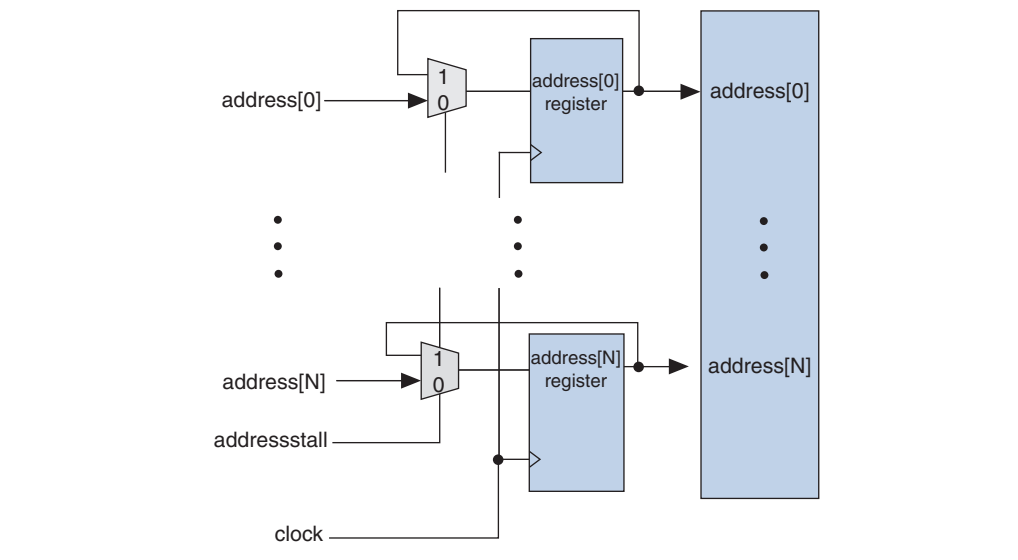 1
address[0]
0
address[0]
register
address[0]
1
address[N]
0
address[N]
register
address[N]
addressstall
clock